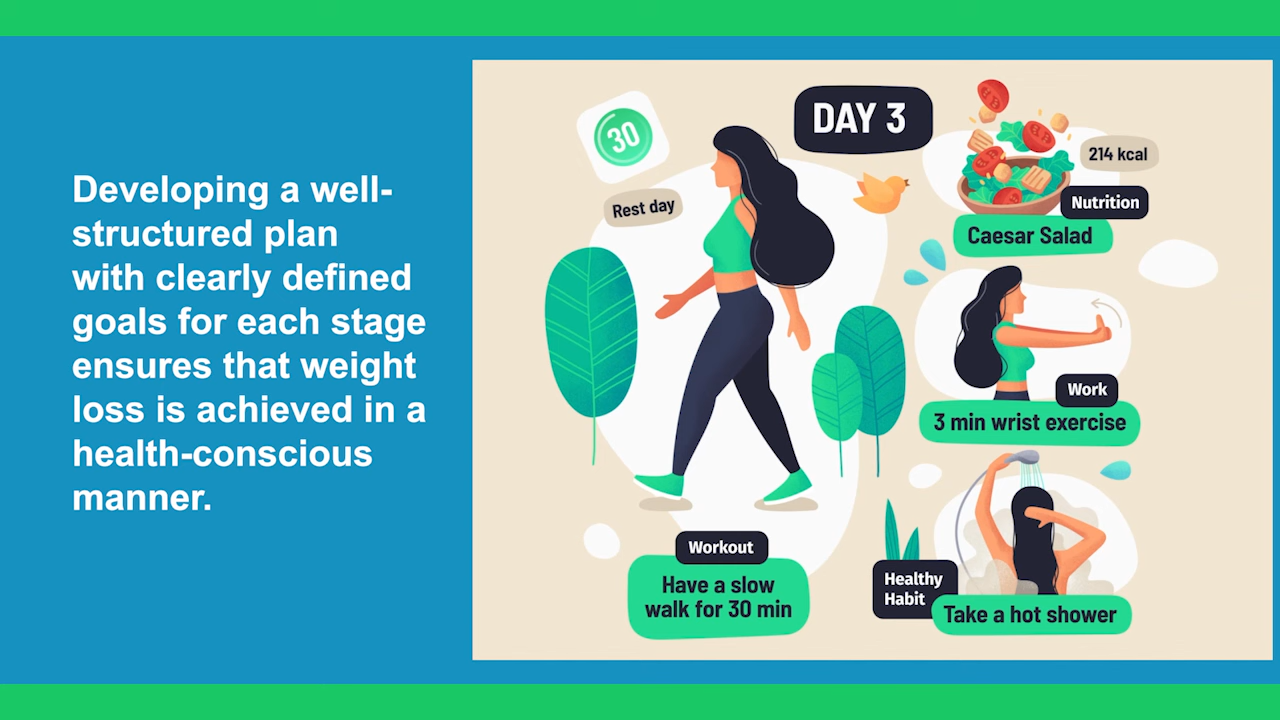 Developing a well-
structured plan
with clearly defined
goals for each stage
ensures that weight
loss is achieved in a
health-conscious
manner.
DAY 3
30
Rest day
214 kcal
Nutrition
Caesar Salad
Work
3 min wrist exercise
Workout
Have a slow
walk for 30 min
Healthy
Habit
Take a hot shower